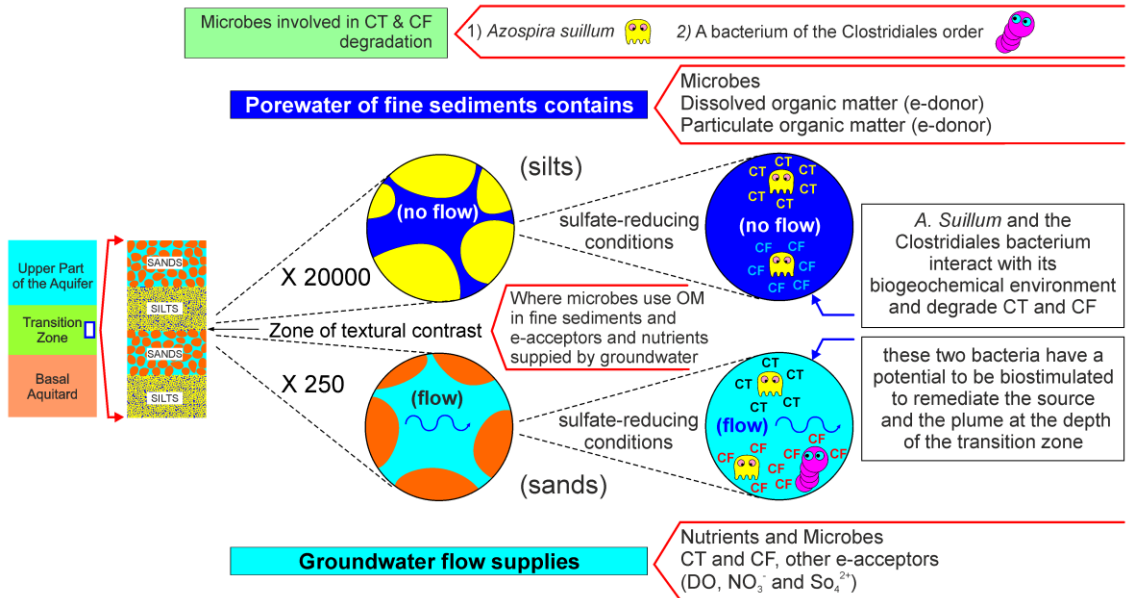 Microbes involved in CT & CF
degradation
1) Azospira suillum
2) A bacterium of the Clostridiales order
Porewater of fine sediments contains
Microbes
Dissolved organic matter (e-donor)
Particulate organic matter (e-donor)
(silts)
(no flow)
sulfate-reducing
conditions
CT
CT CT
CT CT
CT
(no flow)
CF
CF CF
CF CF
A. Suillum and the
Clostridiales bacterium
interact with its
biogeochemical environment
and degrade CT and CF
Upper Part
of the Aquifer
Transition
Zone
Basal
Aquitard
SANDS
SILTS
SANDS
SILTS
X 20000
Zone of textural contrast
X 250
Where microbes use OM
in fine sediments and
e-acceptors and nutrients
suppied by groundwater
(flow)
sulfate-reducing
conditions
(sands)
CT
CT CT
CT CT
(flow)
CF
CF CF CF
CF CF
CF CF
these two bacteria have a
potential to be biostimulated
to remediate the source
and the plume at the depth
of the transition zone
Groundwater flow supplies
Nutrients and Microbes
CT and CF, other e-acceptors
(DO, NO₃⁻ and So₄²⁺)